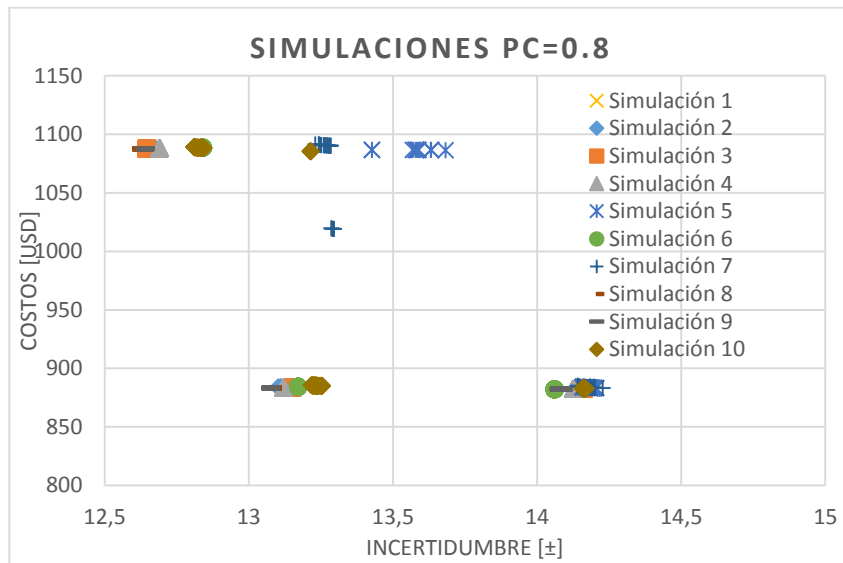 SIMULACIONES PC=0.8
1150
1100
1050
1000
950
900
850
800
COSTOS [USD]
12,5
13
13,5
14
14,5
15
INCERTIDUMBRE [±]
Simulación 1
Simulación 2
Simulación 3
Simulación 4
Simulación 5
Simulación 6
Simulación 7
Simulación 8
Simulación 9
Simulación 10